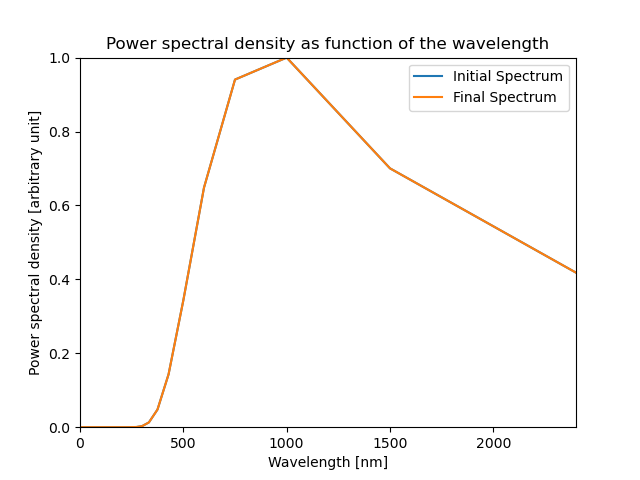 Power spectral density as function of the wavelength
Initial Spectrum
Final Spectrum
Power spectral density [arbitrary unit]
1.0
0.8
0.6
0.4
0.2
0.0
0 500 1000 1500 2000
Wavelength [nm]